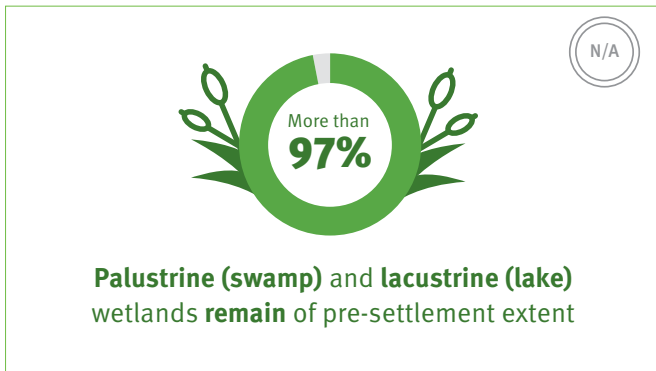 N/A
More than
97%
Palustrine (swamp) and lacustrine (lake)
wetlands remain of pre-settlement extent